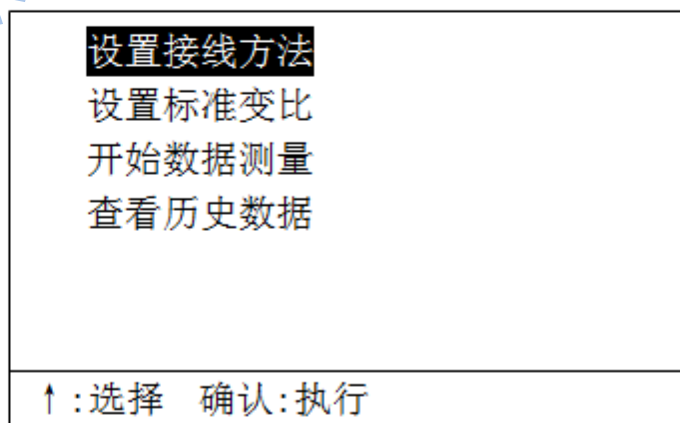 设置接线方法
设置标准变比
开始数据测量
查看历史数据
↑:选择 确认:执行